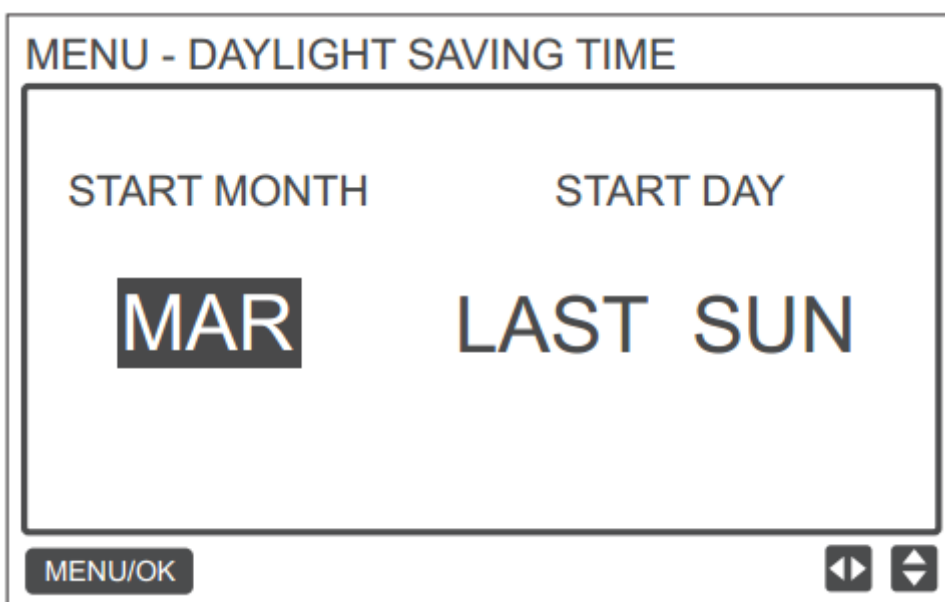 MENU - DAYLIGHT SAVING TIME
START MONTH START DAY
MAR LAST SUN
MENU/OK